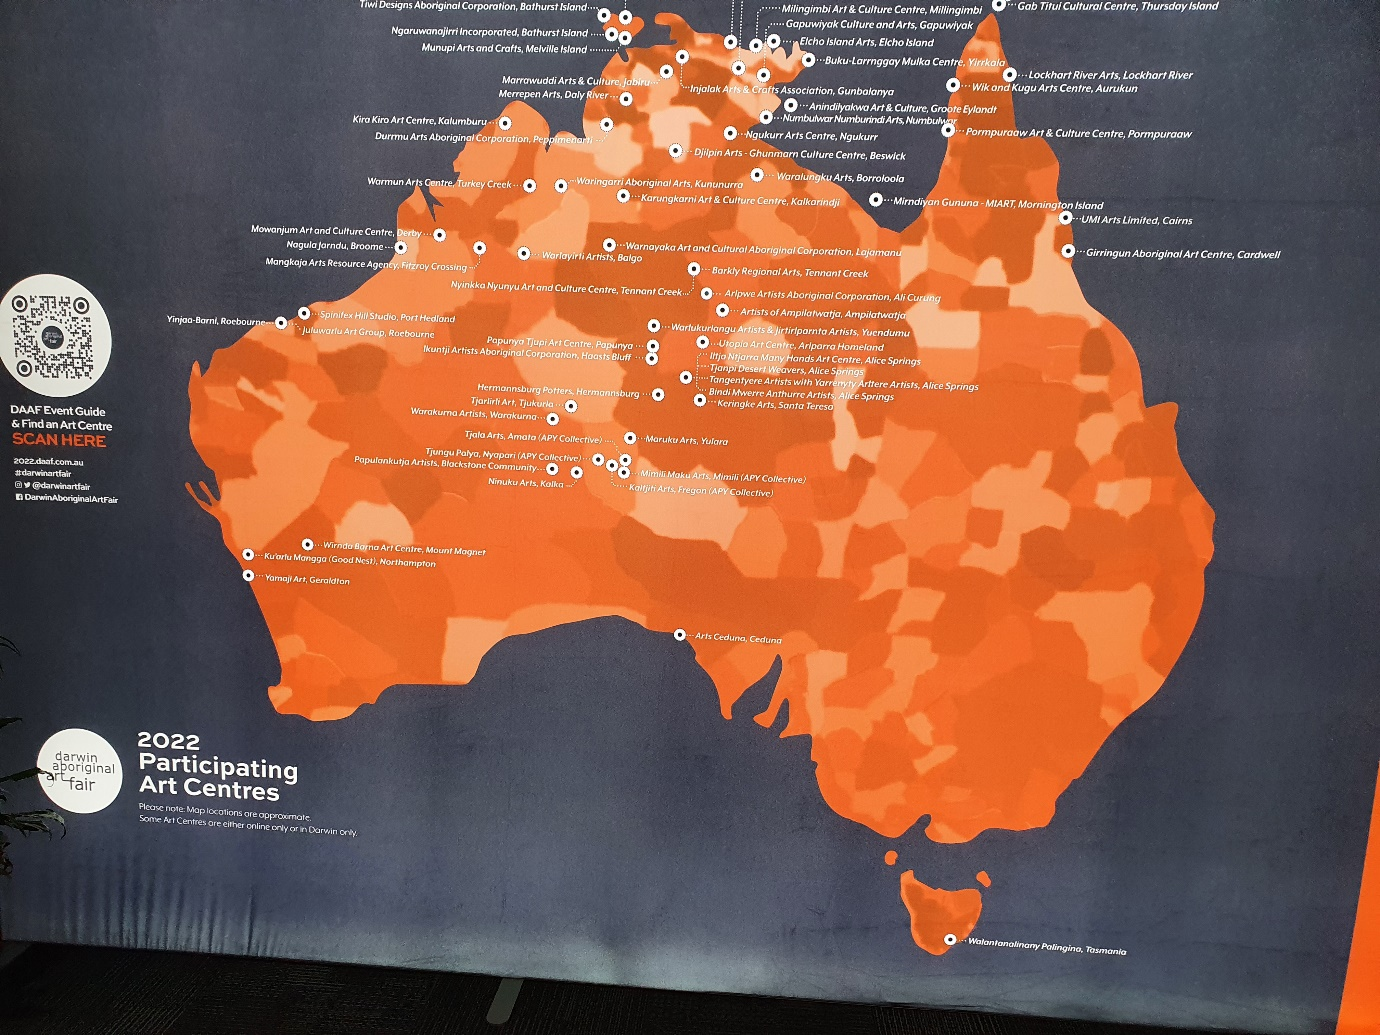 Tiwi Designs Aboriginal Corporation, Bathurst Island
Ngaruwanajirri Incorporated, Bathurst Island
Munupi Arts and Crafts, Melville Island
Milingimbi Art & Culture Centre, Millingimbi
Gapuwiyak Culture and Arts, Gapuwiyak
Elcho Island Arts, Elcho Island
Buku-Larrnggay Mulka Centre, Yirrkala
Gab Titui Cultural Centre, Thursday Island
Lockhart River Arts, Lockhart River
Wik and Kugu Arts Centre, Aurukun
Marrawuddi Arts & Culture, Jabiru
Merrepen Arts, Daly River
Injalak Arts & Crafts Association, Gunbalanya
Anindilyakwa Art & Culture, Groote Eylandt
Numbulwar Numburindi Arts, Numbulwar
Kira Kiro Art Centre, Kalumburu
Durrmu Arts Aboriginal Corporation, Peppimenarti
Ngukurr Arts Centre, Ngukurr
Pormpuraaw Art & Culture Centre, Pormpuraaw
Djilpin Arts - Ghunmarn Culture Centre, Beswick
Warmun Arts Centre, Turkey Creek
Waringarri Aboriginal Arts, Kununurra
Waralungku Arts, Borroloola
Karungkarni Art & Culture Centre, Kalkarindji
Mirndiyan Gununa - MIART, Mornington Island
UMI Arts Limited, Cairns
Girringun Aboriginal Art Centre, Cardwell
Mowanjum Art and Culture Centre, Derby
Nagula Jarndu, Broome
Mangkaja Arts Resource Agency, Fitzroy Crossing
Warlayirti Artists, Balgo
Warnayaka Art and Cultural Aboriginal Corporation, Lajamanu
Barkly Regional Arts, Tennant Creek
Nyinkka Nyunyu Art and Culture Centre, Tennant Creek
Arlpwe Artists Aboriginal Corporation, Ali Curung
Artists of Ampilatwatja, Ampilatwatja
Yinjaa-Barni, Roebourne
Spinifex Hill Studio, Port Hedland
Juluwarlu Art Group, Roebourne
Warlukurlangu Artists & Jirtirlparnta Artists, Yuendumu
Papunya Tjupi Art Centre, Papunya
Ikuntji Artists Aboriginal Corporation, Haasts Bluff
Utopia Art Centre, Arlparra Homeland
Iltja Ntjarra Many Hands Art Centre, Alice Springs
Tjanpi Desert Weavers, Alice Springs
Tangentyere Artists with Yarrenyty Arltere Artists, Alice Springs
Bindi Mwerre Anthurre Artists, Alice Springs
Keringke Arts, Santa Teresa
Hermannsburg Potters, Hermannsburg
Tjarlirli Art, Tjukurla
Warakurna Artists, Warakurna
Tjala Arts, Amata (APY Collective)
Maruku Arts, Yulara
Tjungu Palya, Nyapari (APY Collective)
Papulankutja Artists, Blackstone Community
Ninuku Arts, Kalka
Mimili Maku Arts, Mimili (APY Collective)
Kaltjiti Arts, Fregon (APY Collective)
Wirnda Barna Art Centre, Mount Magnet
Ku'arlu Mangga (Good Nest), Northampton
Yamaji Art, Geraldton
Arts Ceduna, Ceduna
Walantanalinany Palingina, Tasmania
DAAF Event Guide
& Find an Art Centre
SCAN HERE
2022.daaf.com.au
#darwinartfair
@darwinartfair
DarwinAboriginalArtFair
darwin
aboriginal
art
fair
2022
Participating
Art Centres
Please note: Map locations are approximate.
Some Art Centres are either online only or in Darwin only.